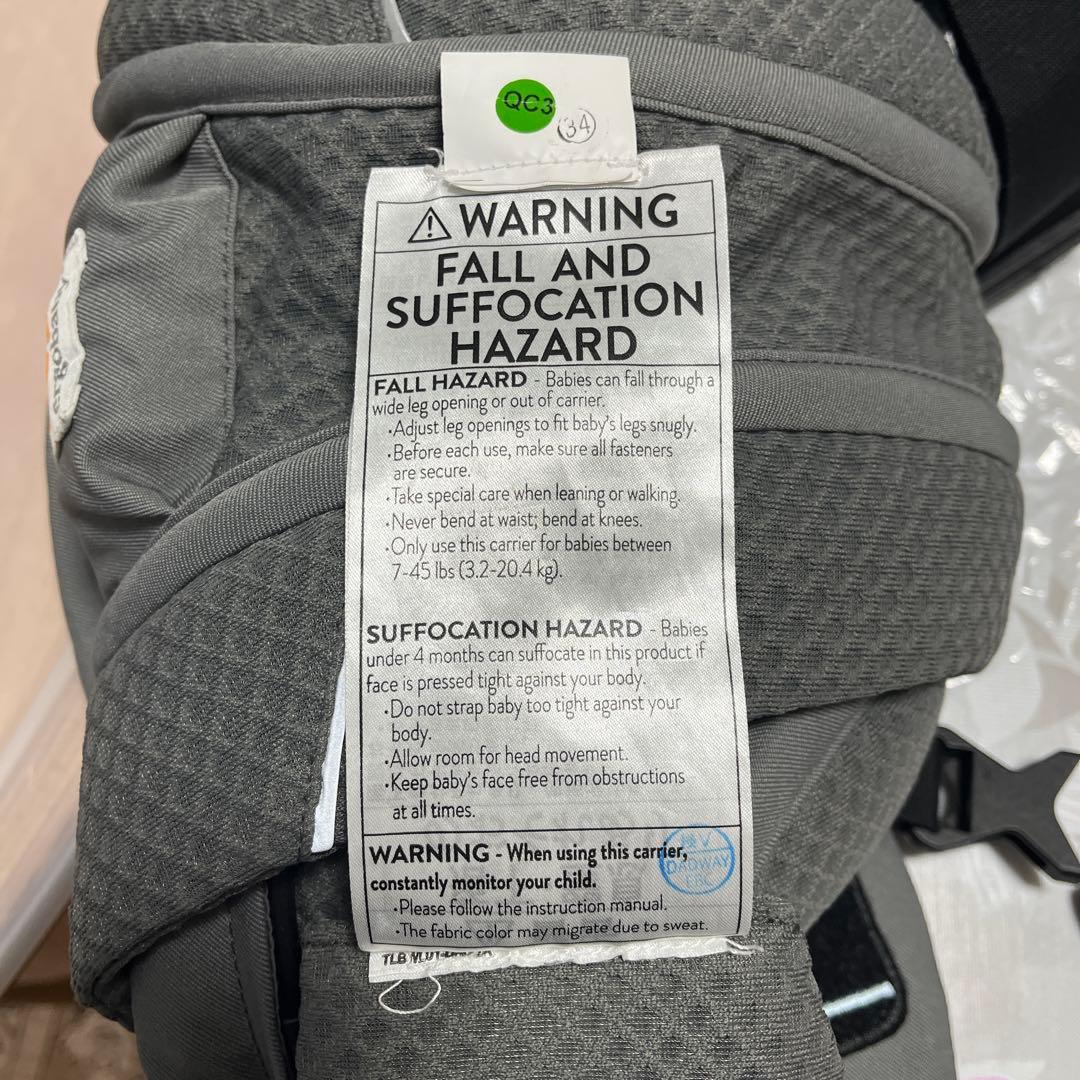 QC3
34
WARNING
FALL AND
SUFFOCATION
HAZARD
FALL HAZARD - Babies can fall through a
wide leg opening or out of carrier.
·Adjust leg openings to fit baby's legs snugly.
·Before each use, make sure all fasteners
are secure.
·Take special care when leaning or walking.
·Never bend at waist; bend at knees.
·Only use this carrier for babies between
7-45 lbs (3.2-20.4 kg).
SUFFOCATION HAZARD - Babies
under 4 months can suffocate in this product if
face is pressed tight against your body.
·Do not strap baby too tight against your
body.
·Allow room for head movement.
·Keep baby's face free from obstructions
at all times.
WARNING - When using this carrier,
constantly monitor your child.
·Please follow the instruction manual.
·The fabric color may migrate due to sweat.
DADWAY
TLB